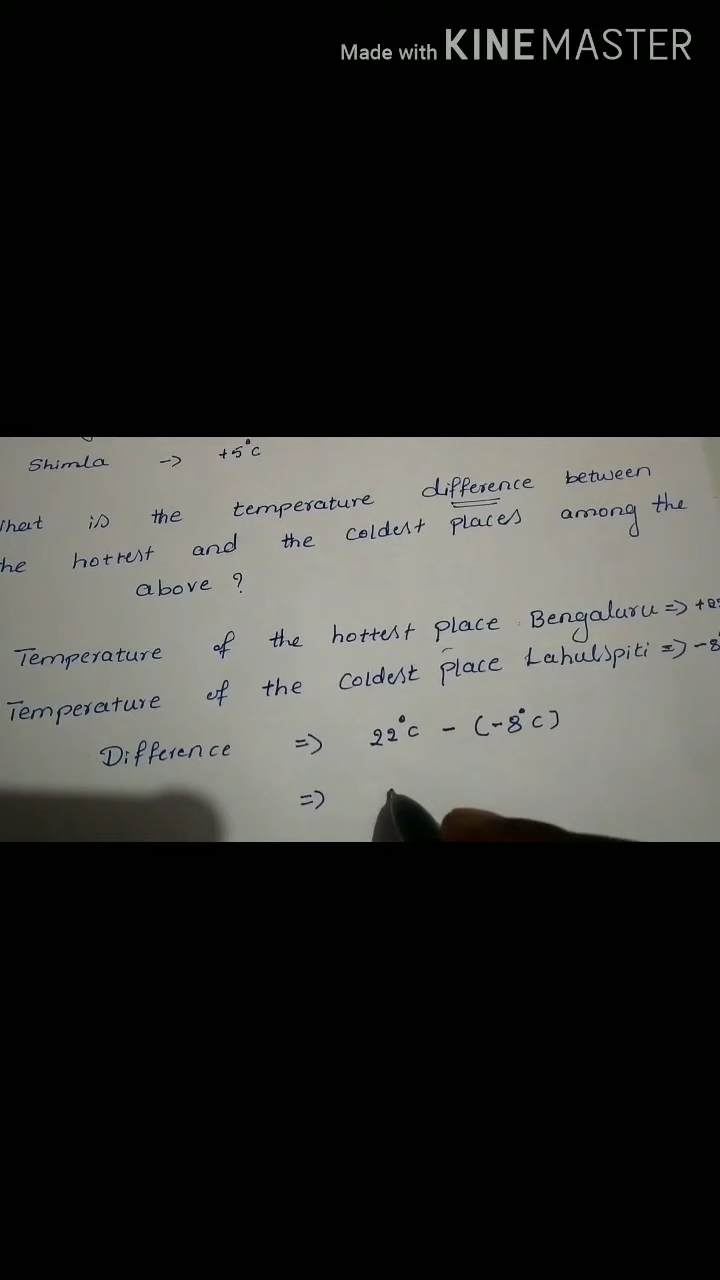 Made with KINEMASTER
Shimla -> +5°C
is the temperature difference between
hottest and the coldest places among the
above ?
Temperature of the hottest place Bengaluru =>
Temperature of the coldest place Lahulspiti => -8
Difference => 22°C - (-8°C)
=>